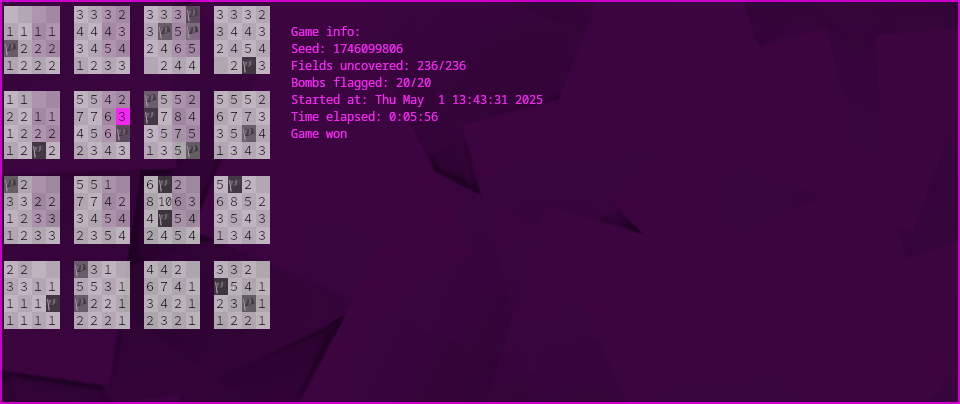 3 3 3 2 3 3 3 3 3 3 2
1 1 1 1 4 4 4 3 3 5 3 4 4 3
2 2 2 3 4 5 4 2 4 6 5 2 4 5 4
1 2 2 2 1 2 3 3 2 4 4 2 3
1 1 5 5 4 2 5 5 2 5 5 5 2
2 2 1 1 7 7 6 3 7 8 4 6 7 7 3
1 2 2 2 4 5 6 3 5 7 5 3 5 4
1 2 2 2 3 4 3 1 3 5 1 3 4 3
2 5 5 1 6 2 5 2
3 3 2 2 7 7 4 2 8 10 6 3 6 8 5 2
1 2 3 3 3 4 5 4 4 5 4 3 5 4 3
1 2 3 3 2 3 5 4 2 4 5 4 1 3 4 3
2 2 3 1 4 4 2 3 3 2
3 3 1 1 5 5 3 1 6 7 4 1 5 4 1
1 1 1 2 2 1 3 4 2 1 2 3 1
1 1 1 1 2 2 2 1 2 3 2 1 1 2 2 1
Game info:
Seed: 1746099806
Fields uncovered: 236/236
Bombs flagged: 20/20
Started at: Thu May  1 13:43:31 2025
Time elapsed: 0:05:56
Game won